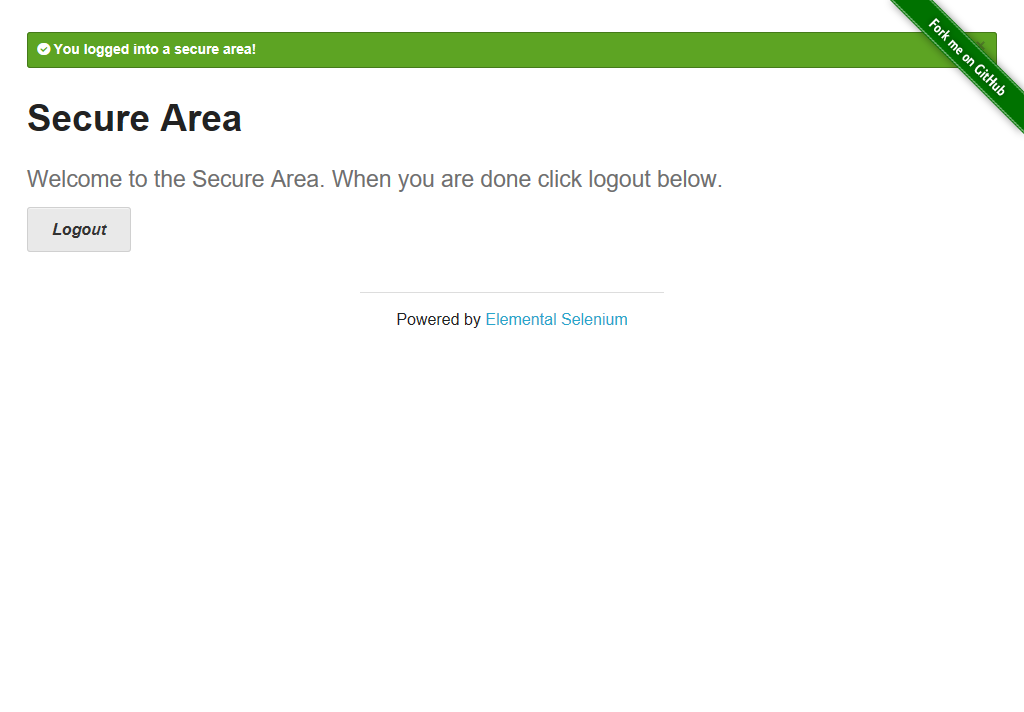 You logged into a secure area!
Fork me on GitHub
Secure Area
Welcome to the Secure Area. When you are done click logout below.
Logout
Powered by Elemental Selenium